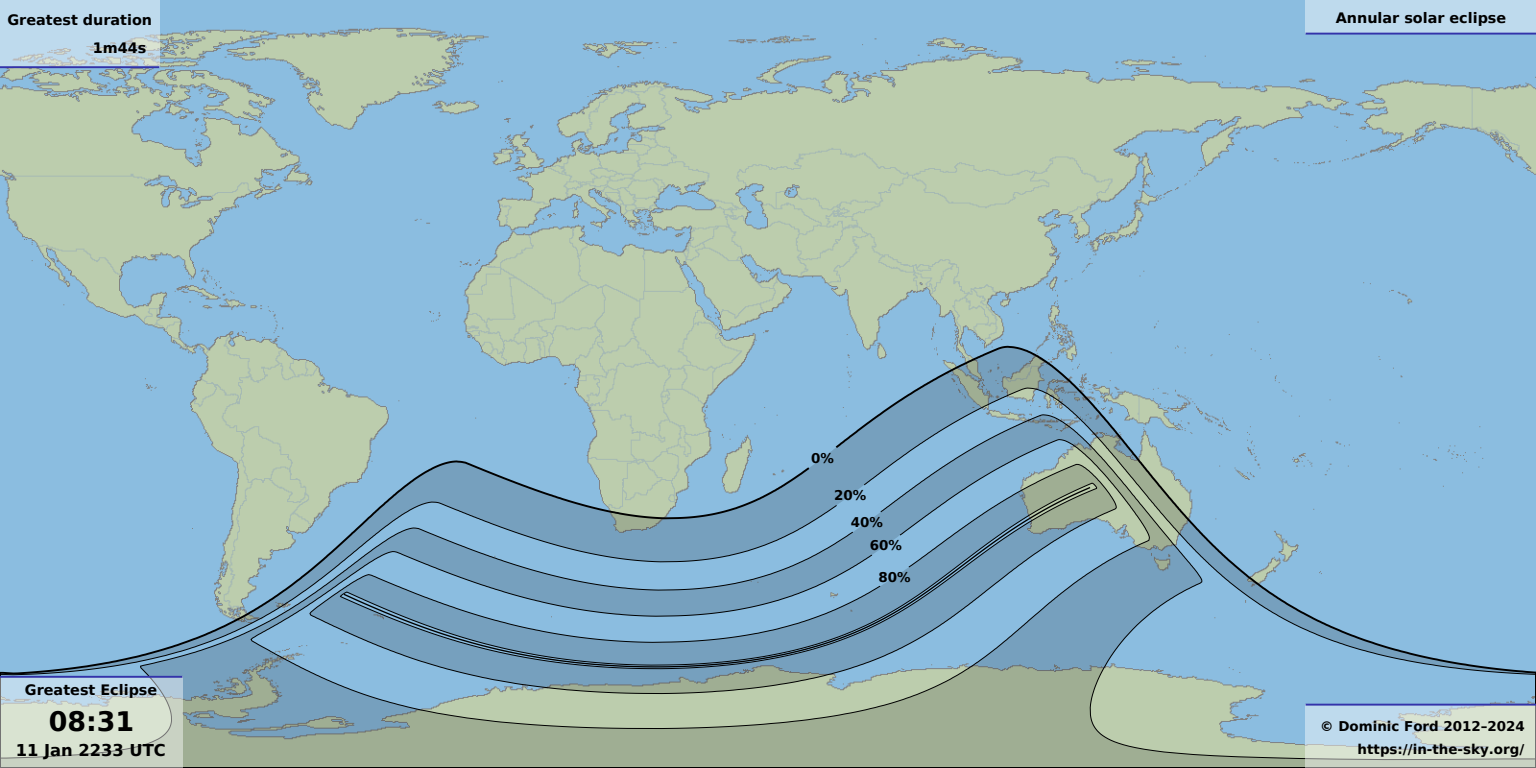 Greatest duration
1m44s
Annular solar eclipse
0%
20%
40%
60%
80%
Greatest Eclipse
08:31
11 Jan 2233 UTC
© Dominic Ford 2012–2024
https://in-the-sky.org/